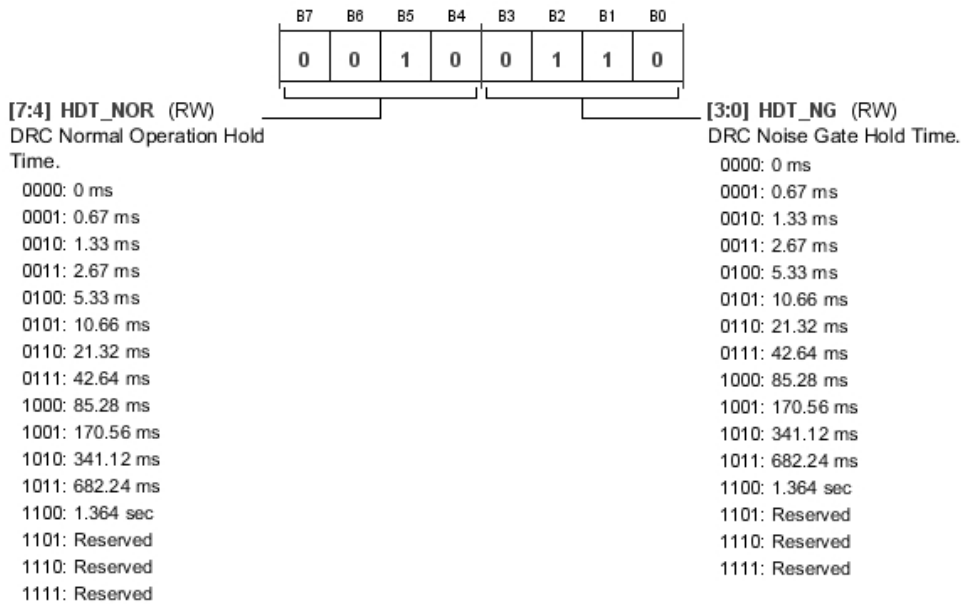 B7 B6 B5 B4 B3 B2 B1 B0
0 0 1 0 0 1 1 0
[7:4] HDT_NOR (RW)
DRC Normal Operation Hold
Time.
0000: 0 ms
0001: 0.67 ms
0010: 1.33 ms
0011: 2.67 ms
0100: 5.33 ms
0101: 10.66 ms
0110: 21.32 ms
0111: 42.64 ms
1000: 85.28 ms
1001: 170.56 ms
1010: 341.12 ms
1011: 682.24 ms
1100: 1.364 sec
1101: Reserved
1110: Reserved
1111: Reserved
[3:0] HDT_NG (RW)
DRC Noise Gate Hold Time.
0000: 0 ms
0001: 0.67 ms
0010: 1.33 ms
0011: 2.67 ms
0100: 5.33 ms
0101: 10.66 ms
0110: 21.32 ms
0111: 42.64 ms
1000: 85.28 ms
1001: 170.56 ms
1010: 341.12 ms
1011: 682.24 ms
1100: 1.364 sec
1101: Reserved
1110: Reserved
1111: Reserved